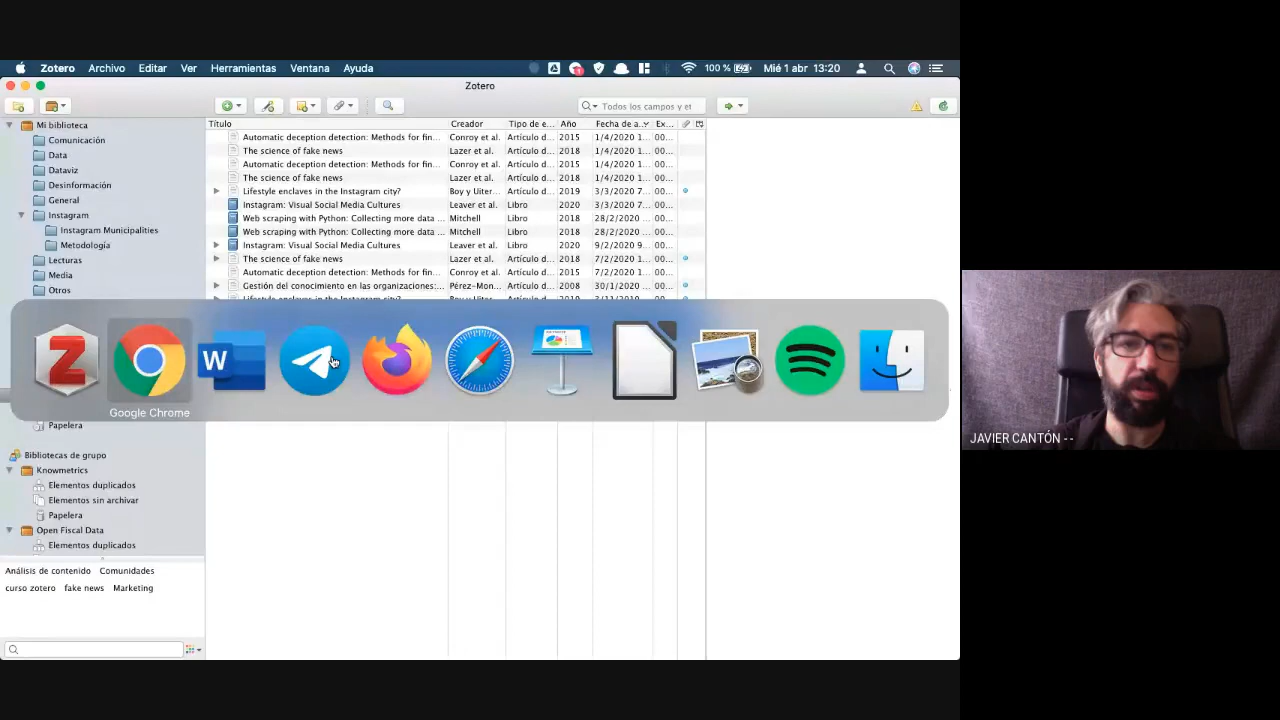 Zotero Archivo Editar Ver Herramientas Ventana Ayuda 100 % Mié 1 abr 13:20
Zotero
Todos los campos y et
Mi biblioteca
Comunicación
Data
Dataviz
Desinformación
General
Instagram
Instagram Municipalities
Metodología
Lecturas
Media
Otros
Papelera
Bibliotecas de grupo
Knowmetrics
Elementos duplicados
Elementos sin archivar
Papelera
Open Fiscal Data
Elementos duplicados
Análisis de contenido Comunidades
curso zotero fake news Marketing
Título Creador Tipo de e... Año Fecha de a... Ex...
Automatic deception detection: Methods for fin... Conroy et al. Artículo d... 2015 1/4/2020 1... 00...
The science of fake news Lazer et al. Artículo d... 2018 1/4/2020 1... 00...
Automatic deception detection: Methods for fin... Conroy et al. Artículo d... 2015 1/4/2020 1... 00...
The science of fake news Lazer et al. Artículo d... 2018 1/4/2020 1... 00...
Lifestyle enclaves in the Instagram city? Boy y Uiter... Artículo d... 2019 3/3/2020 7... 00...
Instagram: Visual Social Media Cultures Leaver et al. Libro 2020 3/3/2020 7... 00...
Web scraping with Python: Collecting more data ... Mitchell Libro 2018 28/2/2020 ... 00...
Web scraping with Python: Collecting more data ... Mitchell Libro 2018 28/2/2020 ... 00...
Instagram: Visual Social Media Cultures Leaver et al. Libro 2020 9/2/2020 9... 00...
The science of fake news Lazer et al. Artículo d... 2018 7/2/2020 1... 00...
Automatic deception detection: Methods for fin... Conroy et al. Artículo d... 2015 7/2/2020 1... 00...
Gestión del conocimiento en las organizaciones:... Pérez-Mon... Artículo d... 2008 30/1/2020 ... 00...
Z W
Google Chrome
JAVIER CANTÓN - -